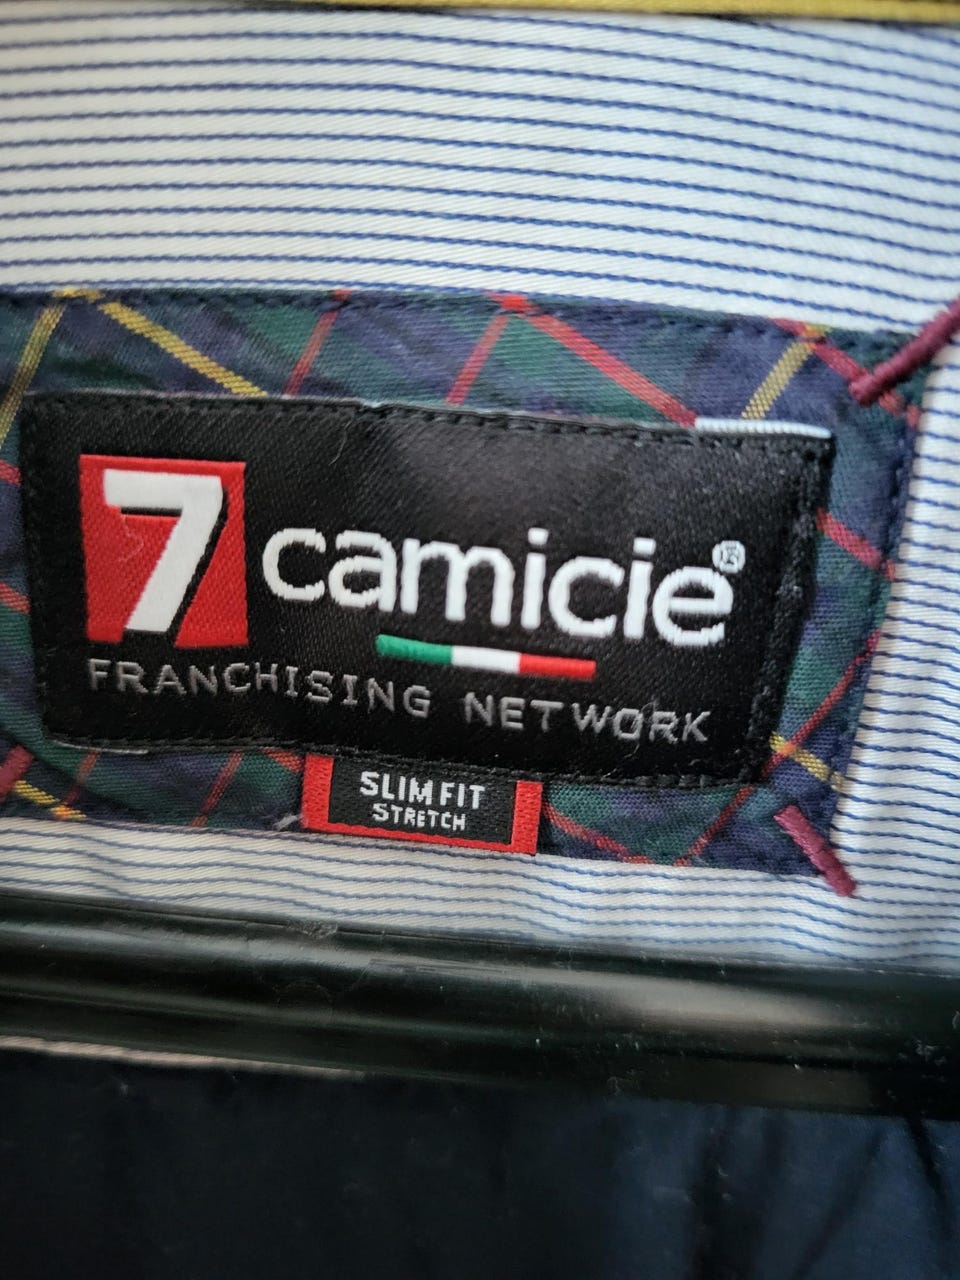 7 camicie®
FRANCHISING NETWORK
SLIM FIT
STRETCH